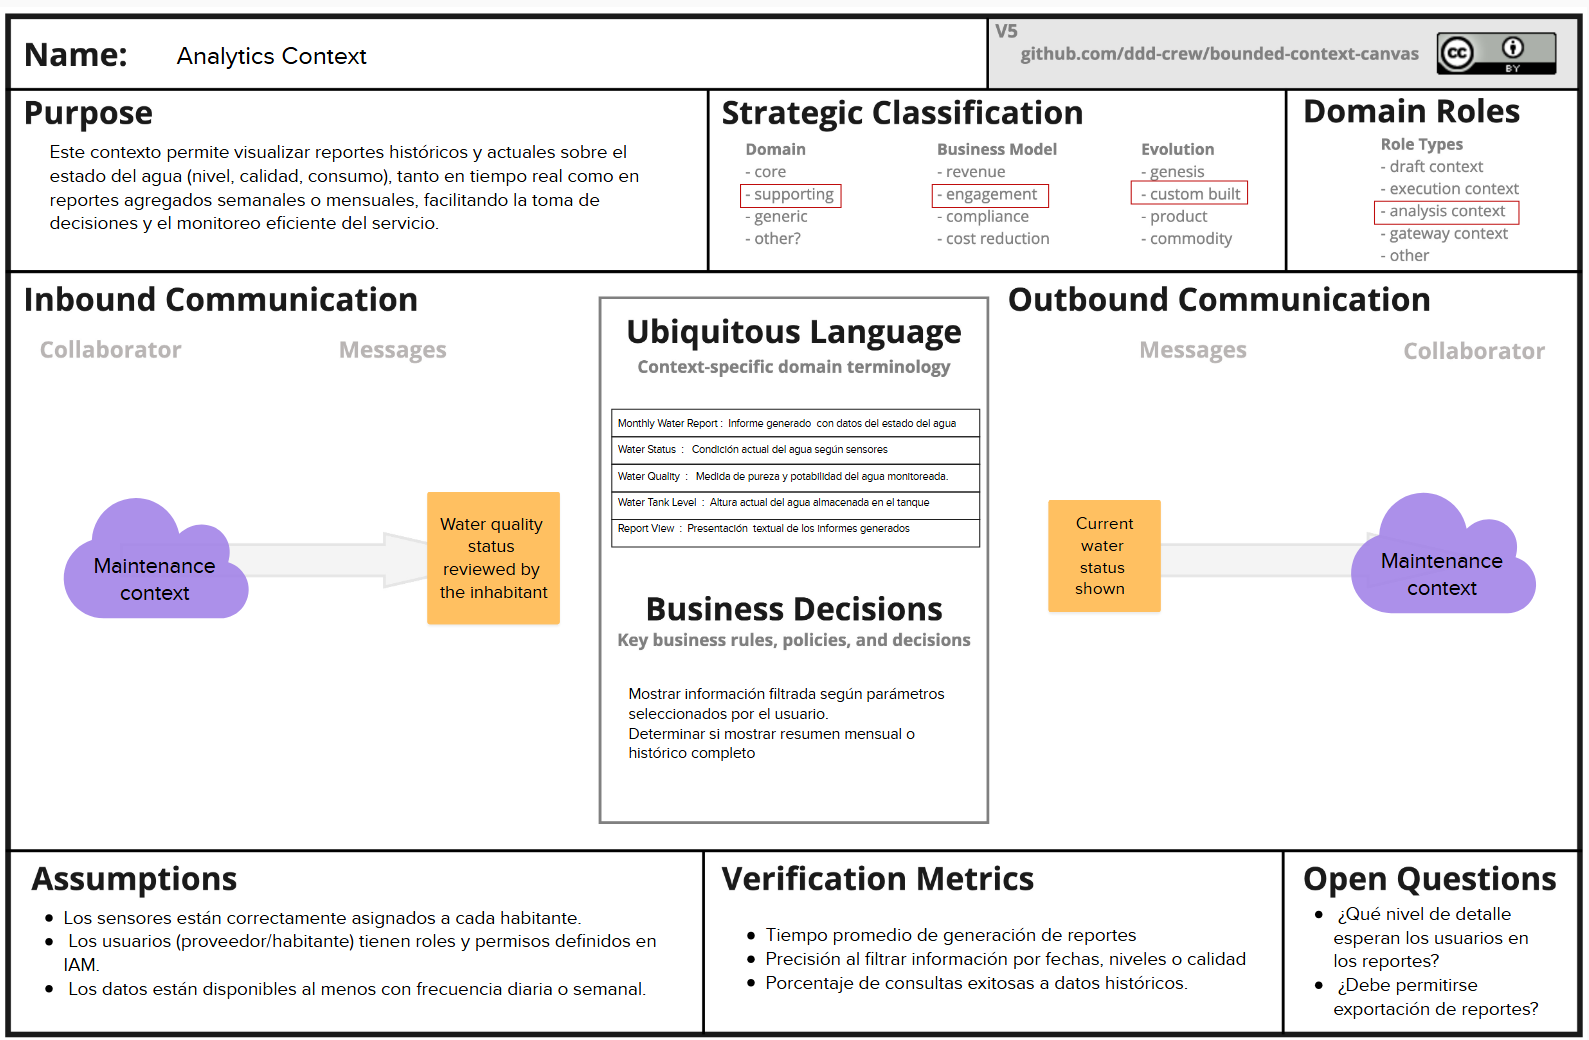 Name: Analytics Context
V5
github.com/ddd-crew/bounded-context-canvas
cc
BY
Purpose
Este contexto permite visualizar reportes históricos y actuales sobre el
estado del agua (nivel, calidad, consumo), tanto en tiempo real como en
reportes agregados semanales o mensuales, facilitando la toma de
decisiones y el monitoreo eficiente del servicio.
Strategic Classification
Domain
- core
- supporting
- generic
- other?
Business Model
- revenue
- engagement
- compliance
- cost reduction
Evolution
- genesis
- custom built
- product
- commodity
Domain Roles
Role Types
- draft context
- execution context
- analysis context
- gateway context
- other
Inbound Communication
Collaborator
Messages
Maintenance
context
Water quality
status
reviewed by
the inhabitant
Ubiquitous Language
Context-specific domain terminology
Monthly Water Report : Informe generado con datos del estado del agua
Water Status : Condición actual del agua según sensores
Water Quality : Medida de pureza y potabilidad del agua monitoreada.
Water Tank Level : Altura actual del agua almacenada en el tanque
Report View : Presentación textual de los informes generados
Business Decisions
Key business rules, policies, and decisions
Mostrar información filtrada según parámetros
seleccionados por el usuario.
Determinar si mostrar resumen mensual o
histórico completo
Outbound Communication
Messages
Collaborator
Current
water
status
shown
Maintenance
context
Assumptions
• Los sensores están correctamente asignados a cada habitante.
• Los usuarios (proveedor/habitante) tienen roles y permisos definidos en
IAM.
• Los datos están disponibles al menos con frecuencia diaria o semanal.
Verification Metrics
• Tiempo promedio de generación de reportes
• Precisión al filtrar información por fechas, niveles o calidad
• Porcentaje de consultas exitosas a datos históricos.
Open Questions
• ¿Qué nivel de detalle
esperan los usuarios en
los reportes?
• ¿Debe permitirse
exportación de reportes?